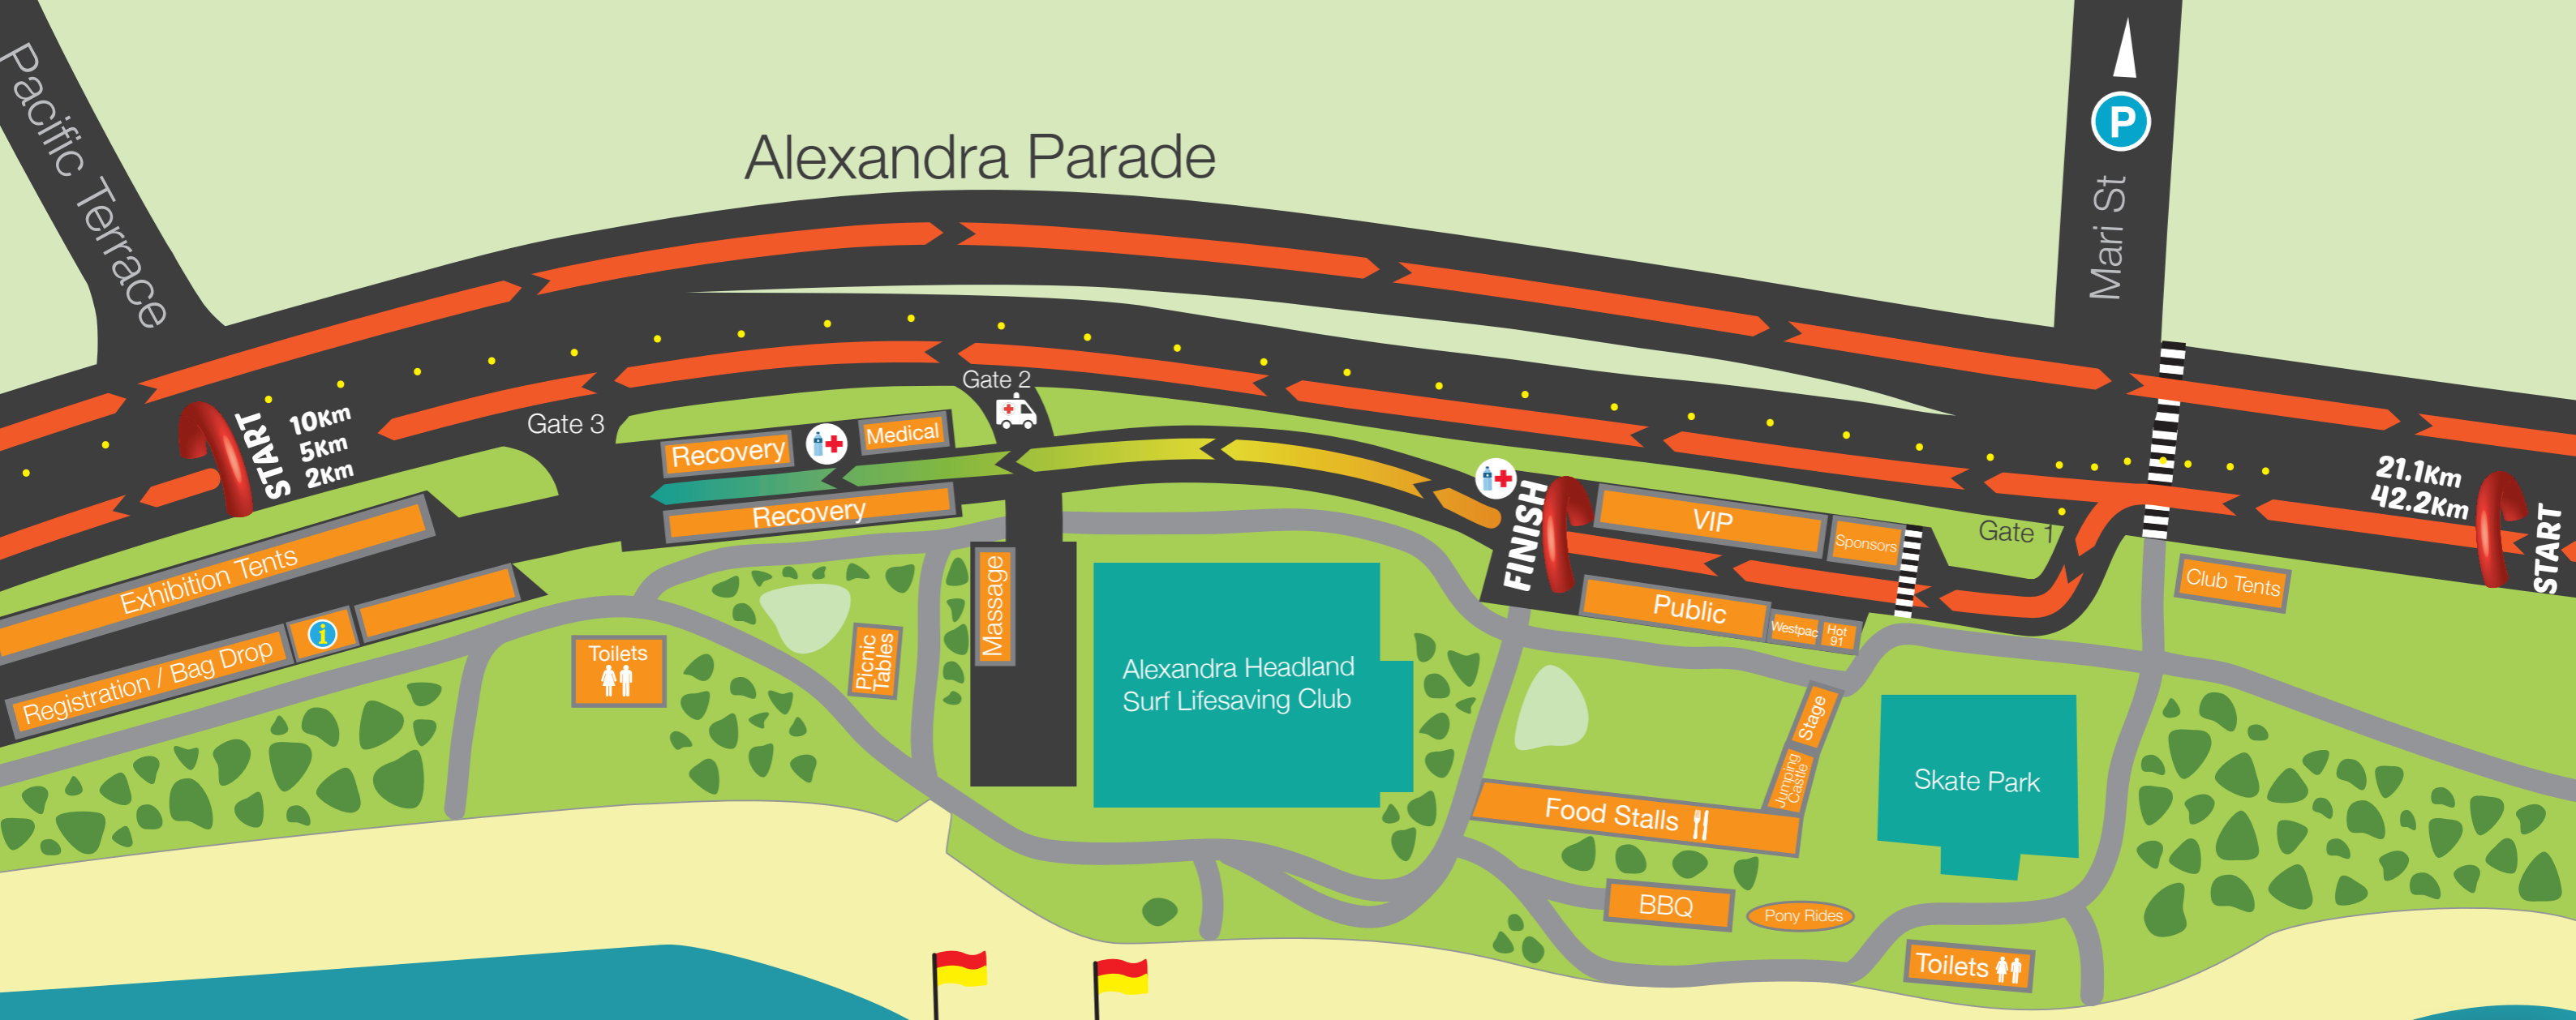 Pacific Terrace
Alexandra Parade
P
Mari St
START
10Km
5Km
2Km
Gate 3
Gate 2
Recovery
Medical
Recovery
FINISH
VIP
Sponsors
Gate 1
21.1Km
42.2Km
START
Club Tents
Exhibition Tents
Registration / Bag Drop
i
Toilets
Picnic
Tables
Massage
Alexandra Headland
Surf Lifesaving Club
Public
Westpac
Hot
91
Stage
Jumping
Castle
Skate Park
Food Stalls
BBQ
Pony Rides
Toilets